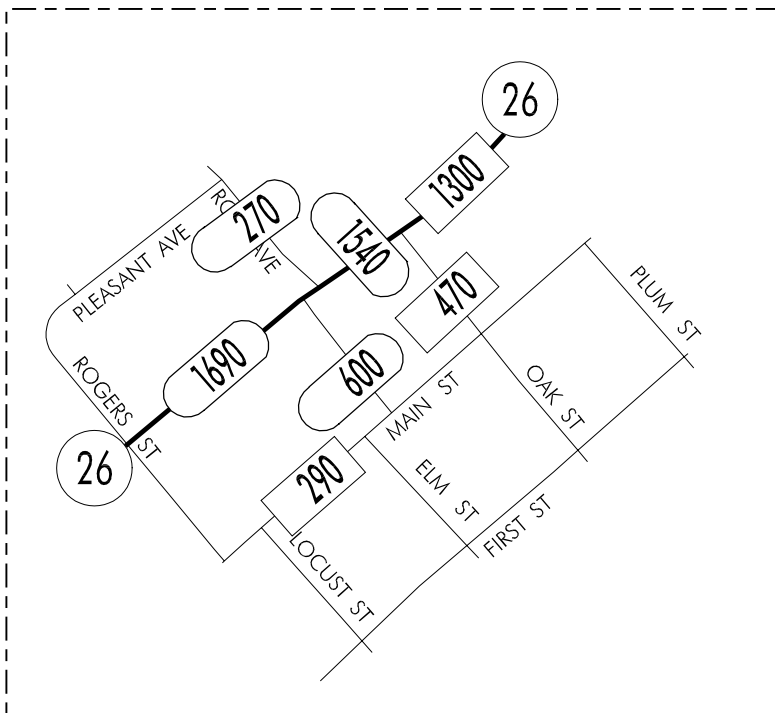 26
1300
270
1540
PLEASANT AVE
AVE
470
PLUM ST
1690
600
ROGERS ST
OAK ST
MAIN ST
26
290
ELM ST
FIRST ST
LOCUST ST